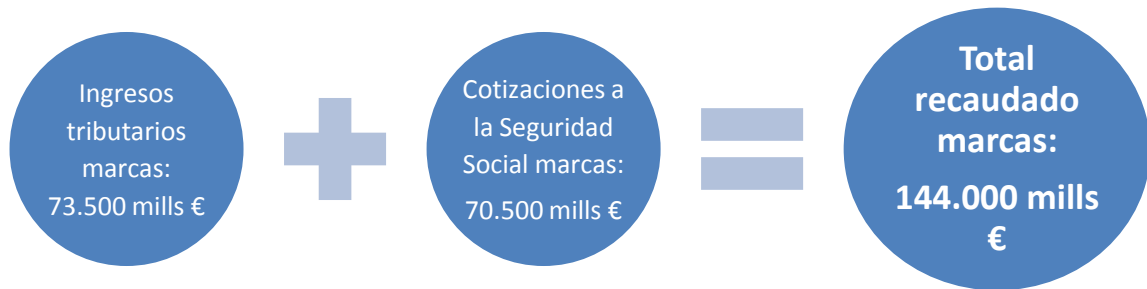 Ingresos
tributarios
marcas:
73.500 mills €
Cotizaciones a
la Seguridad
Social marcas:
70.500 mills €
Total
recaudado
marcas:
144.000 mills
€